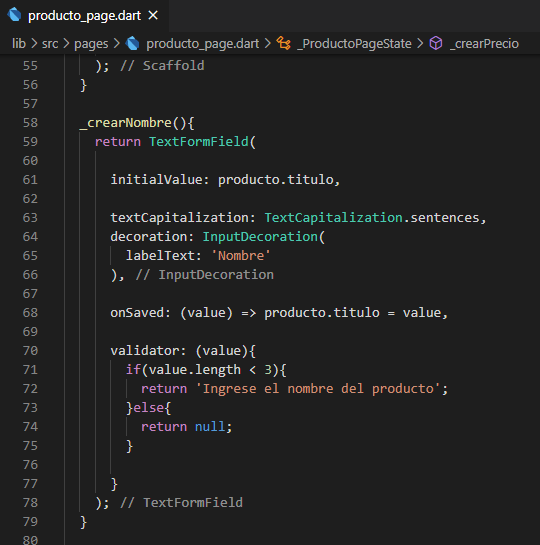 producto_page.dart ×
lib > src > pages > producto_page.dart > _ProductoPageState > _crearPrecio
55 ); // Scaffold
56 }
57
58 _crearNombre(){
59 return TextFormField(
60
61 initialValue: producto.titulo,
62
63 textCapitalization: TextCapitalization.sentences,
64 decoration: InputDecoration(
65 labelText: 'Nombre'
66 ), // InputDecoration
67
68 onSaved: (value) => producto.titulo = value,
69
70 validator: (value){
71 if(value.length < 3){
72 return 'Ingrese el nombre del producto';
73 }else{
74 return null;
75 }
76
77 }
78 ); // TextFormField
79 }
80